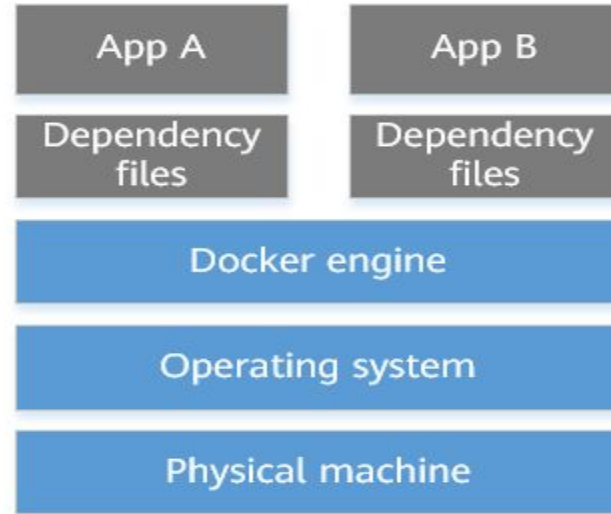 App A
App B
Dependency
files
Dependency
files
Docker engine
Operating system
Physical machine